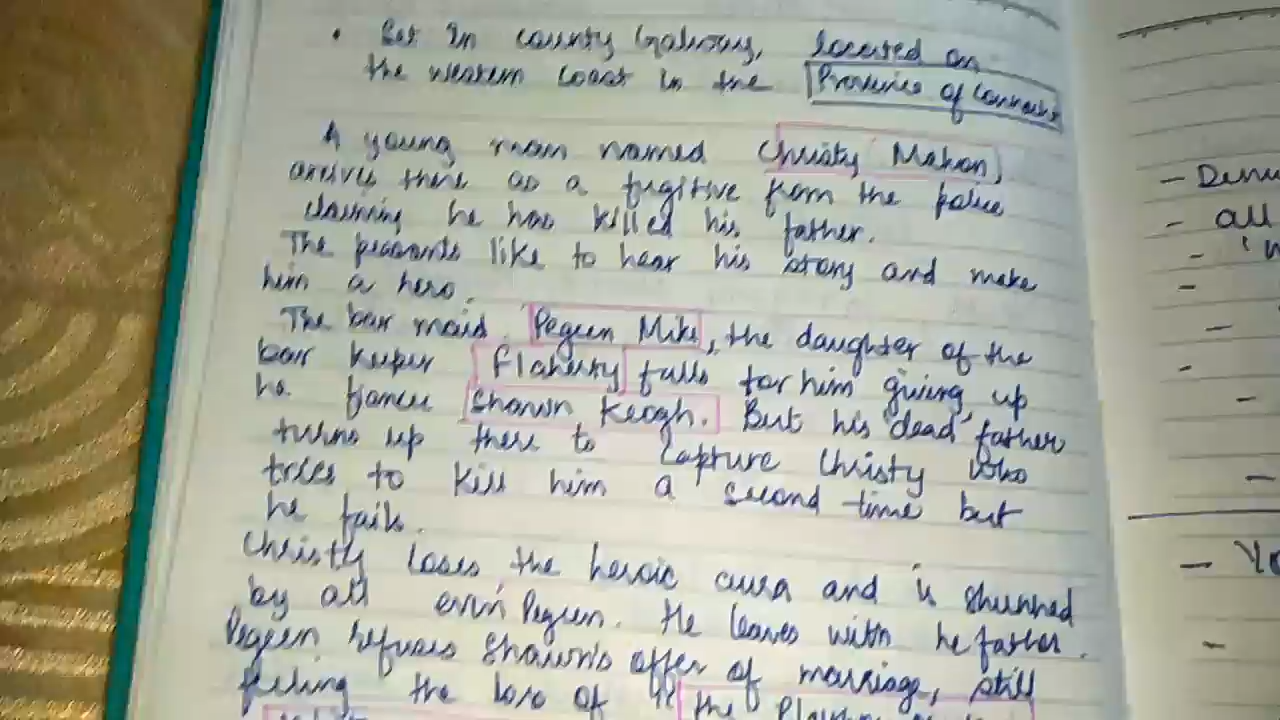 • Set in county Galway, located on
the western coast in the Province of Connacht
A young man named Christy Mahon,
arrives there as a fugitive from the police
claiming he has killed his father.
The peasants like to hear his story and make
him a hero.
The bar maid Pegeen Mike, the daughter of the
bar keeper Flaherty falls for him giving up
he fiance Shawn Keogh. But his 'dead' father
turns up there to capture Christy who
tries to kill him a second time but
he fails.
Christy loses the heroic aura and is shunned
by all even Pegeen. He leaves with he father.
Pegeen refuses Shawn's offer of marriage, still
feeling the loss of the
- all
- Yo